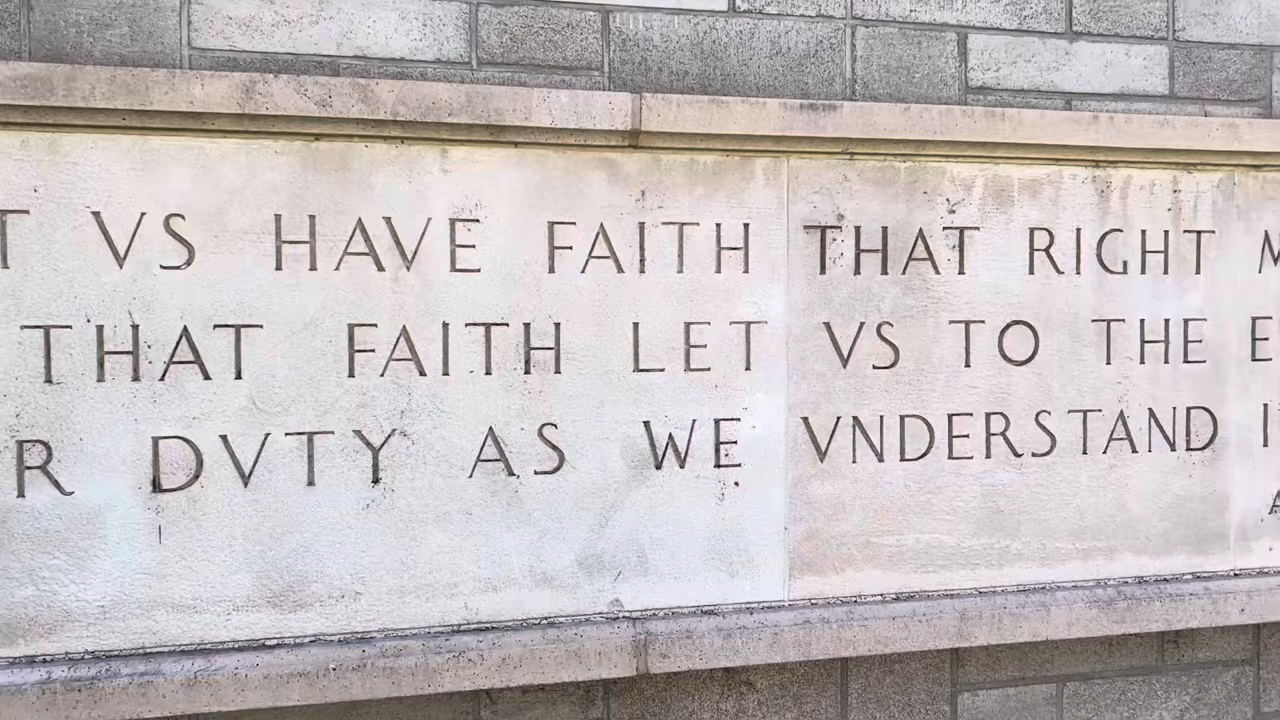 T VS HAVE FAITH THAT RIGHT M
THAT FAITH LET VS TO THE E
R DVTY AS WE VNDERSTAND I
A